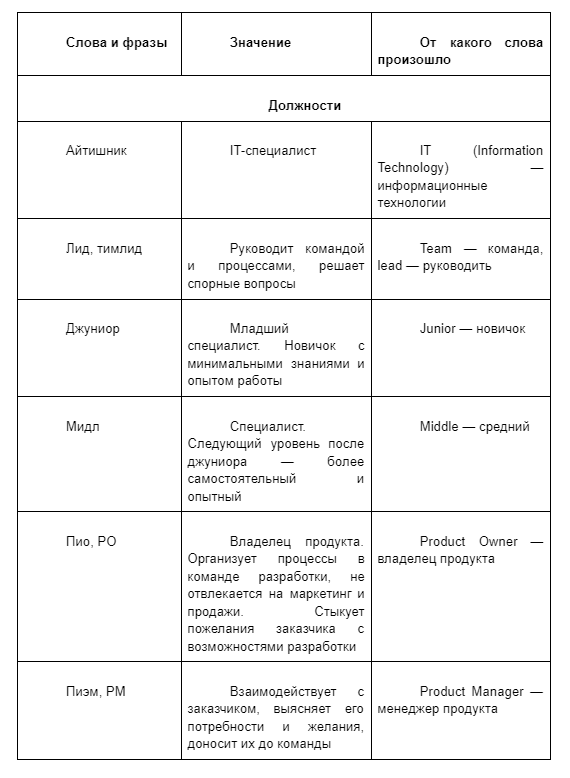 Слова и фразы
Значение
От какого слова
произошло
Должности
Айтишник
IT-специалист
IT (Information
Technology) —
информационные
технологии
Лид, тимлид
Руководит командой
и процессами, решает
спорные вопросы
Team — команда,
lead — руководить
Джуниор
Младший
специалист. Новичок с
минимальными знаниями и
опытом работы
Junior — новичок
Мидл
Специалист.
Следующий уровень после
джуниора — более
самостоятельный и
опытный
Middle — средний
Пио, PO
Владелец продукта.
Организует процессы в
команде разработки, не
отвлекается на маркетинг и
продажи. Стыкует
пожелания заказчика с
возможностями разработки
Product Owner —
владелец продукта
Пиэм, PM
Взаимодействует с
заказчиком, выясняет его
потребности и желания,
доносит их до команды
Product Manager —
менеджер продукта